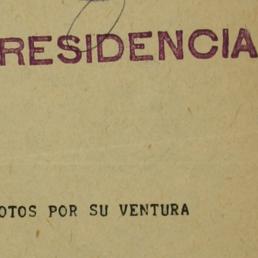 RESIDENCIA
OTOS POR SU VENTURA